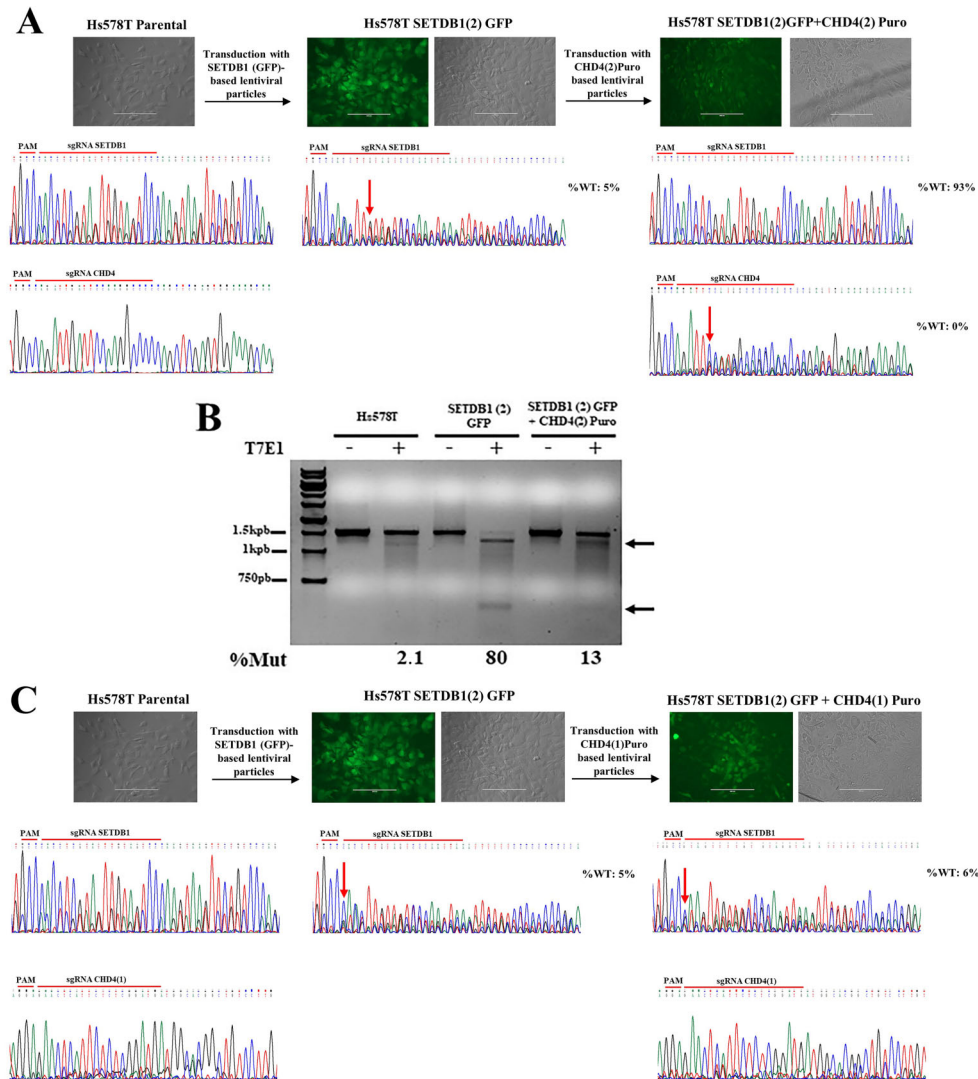 A
Hs578T Parental
Hs578T SETDB1(2) GFP
Hs578T SETDB1(2)GFP+CHD4(2) Puro
Transduction with
SETDB1 (GFP)-
based lentiviral
particles
Transduction with
CHD4(2)Puro
based lentiviral
particles
PAM sgRNA SETDB1
PAM sgRNA SETDB1
%WT: 5%
PAM sgRNA SETDB1
%WT: 93%
PAM sgRNA CHD4
PAM sgRNA CHD4
%WT: 0%
B
Hs578T
SETDB1 (2)
GFP
SETDB1 (2) GFP
+ CHD4(2) Puro
T7E1 - + - + - +
1.5kpb
1kpb
750pb
%Mut 2.1 80 13
C
Hs578T Parental
Hs578T SETDB1(2) GFP
Hs578T SETDB1(2) GFP + CHD4(1) Puro
Transduction with
SETDB1 (GFP)-
based lentiviral
particles
Transduction with
CHD4(1)Puro
based lentiviral
particles
PAM sgRNA SETDB1
PAM sgRNA SETDB1
%WT: 5%
PAM sgRNA SETDB1
%WT: 6%
PAM sgRNA CHD4(1)
PAM sgRNA CHD4(1)